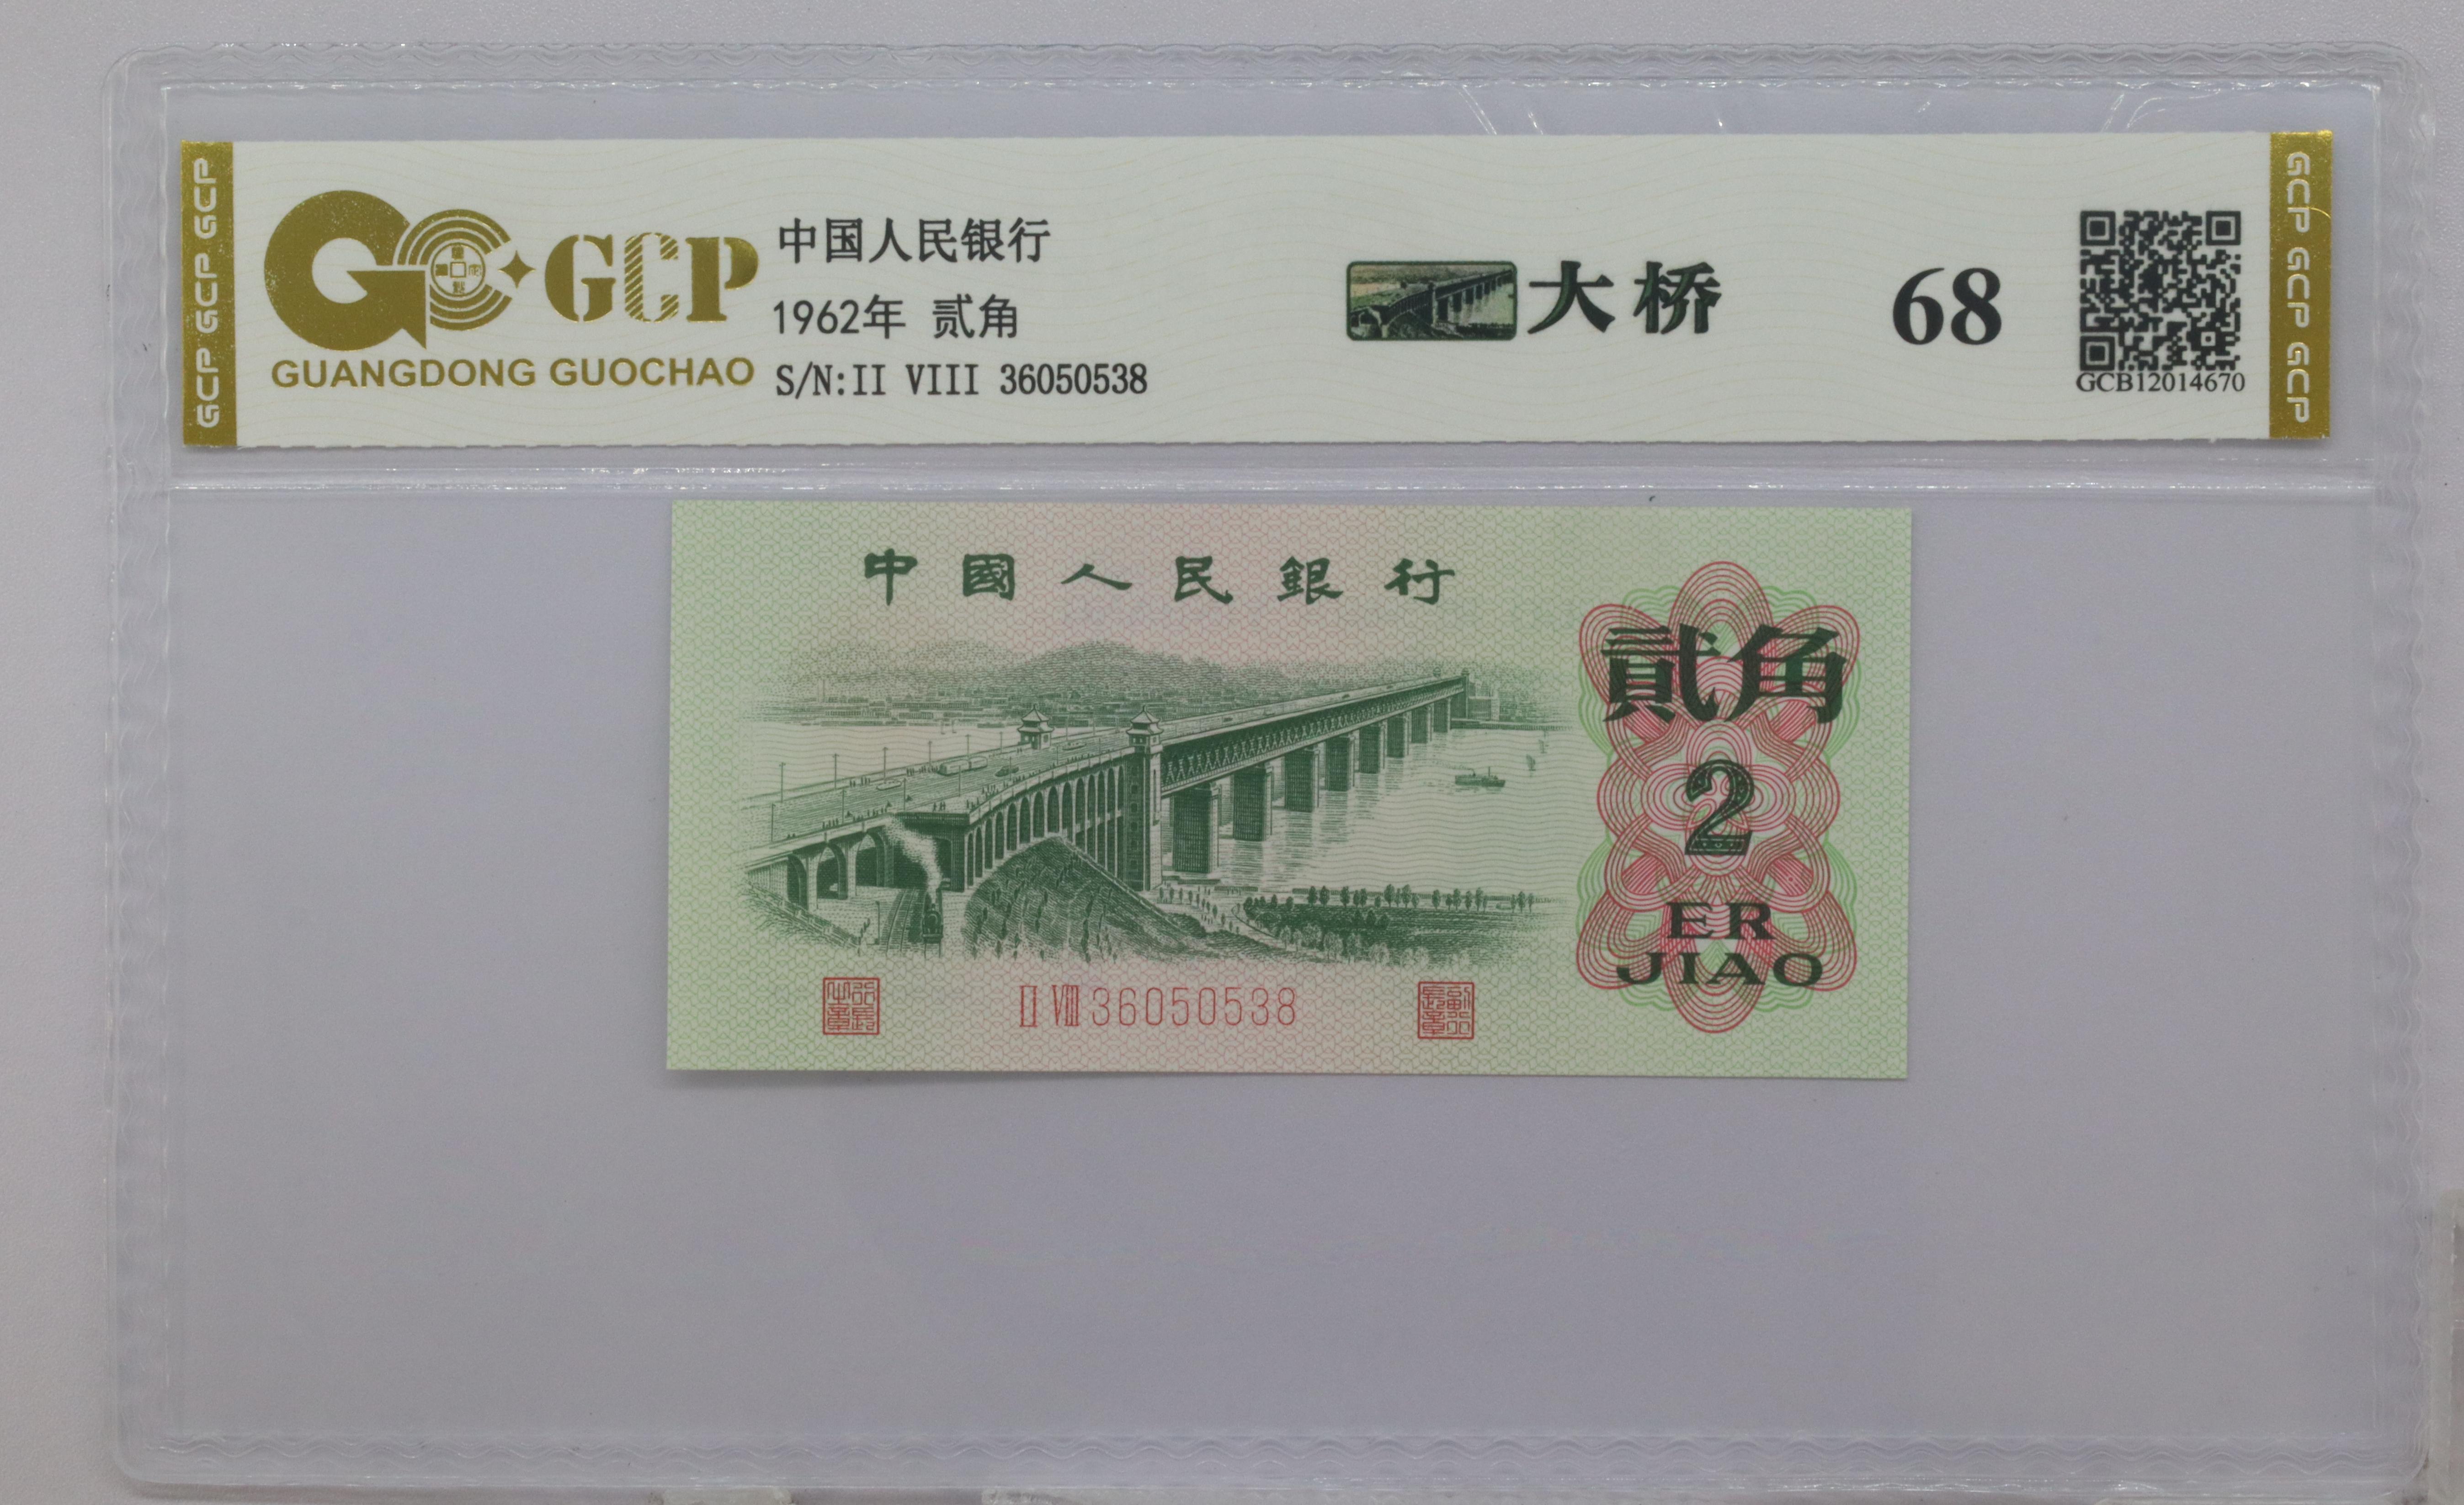 GCP GCP GCP
GCP
GUANGDONG GUOCHAO
中国人民银行
1962年 贰角
S/N:II VIII 36050538
大桥
68
GCB12014670
GCP GCP GCP
中國人民銀行
貳角
2
ER
JIAO
II VIII 36050538